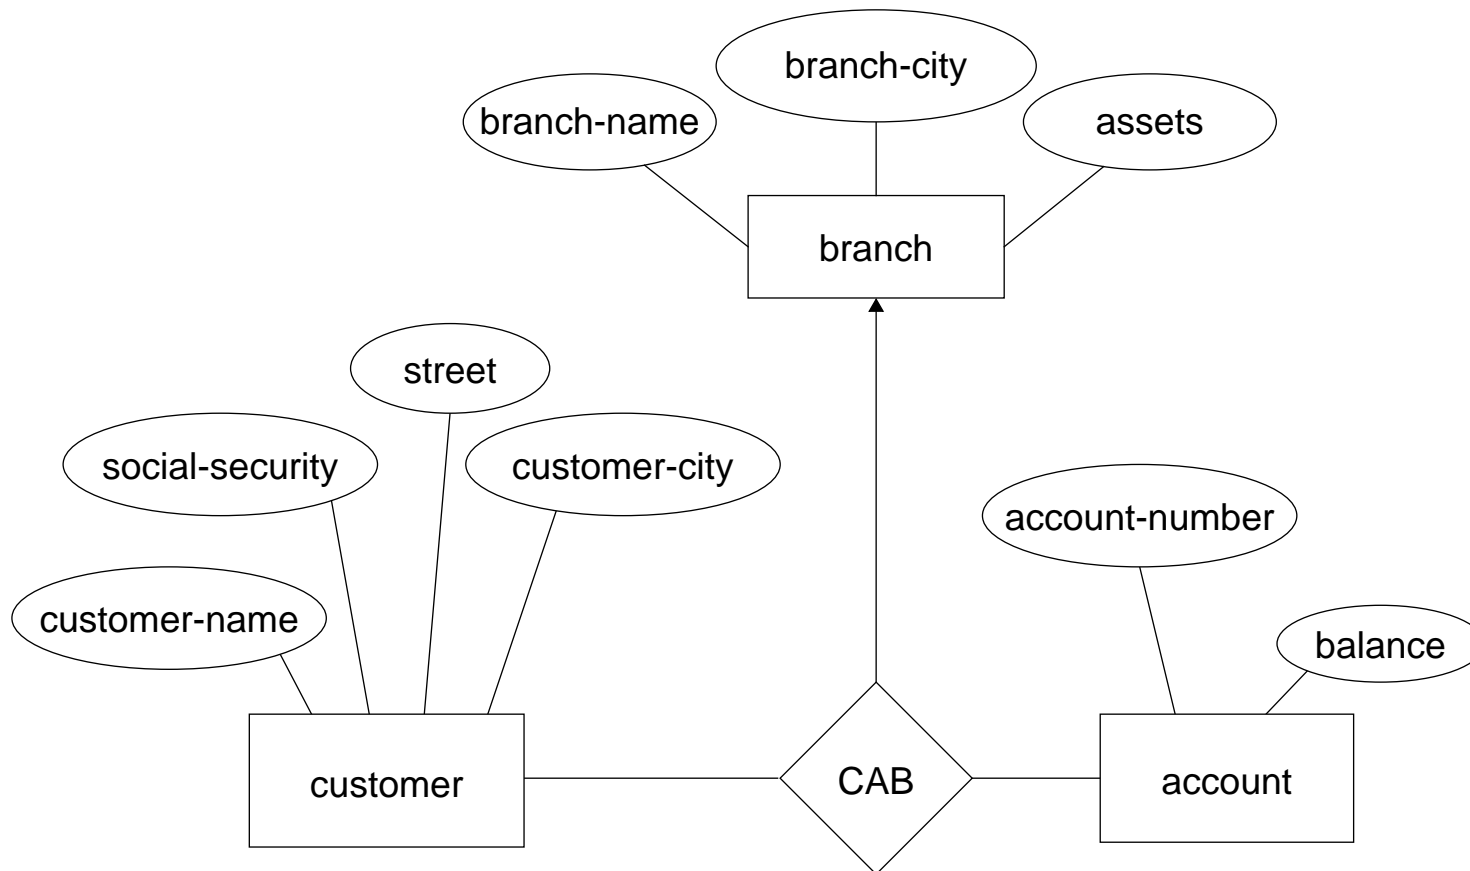 branch-city
branch-name
assets
branch
street
social-security
customer-city
account-number
customer-name
balance
customer
CAB
account